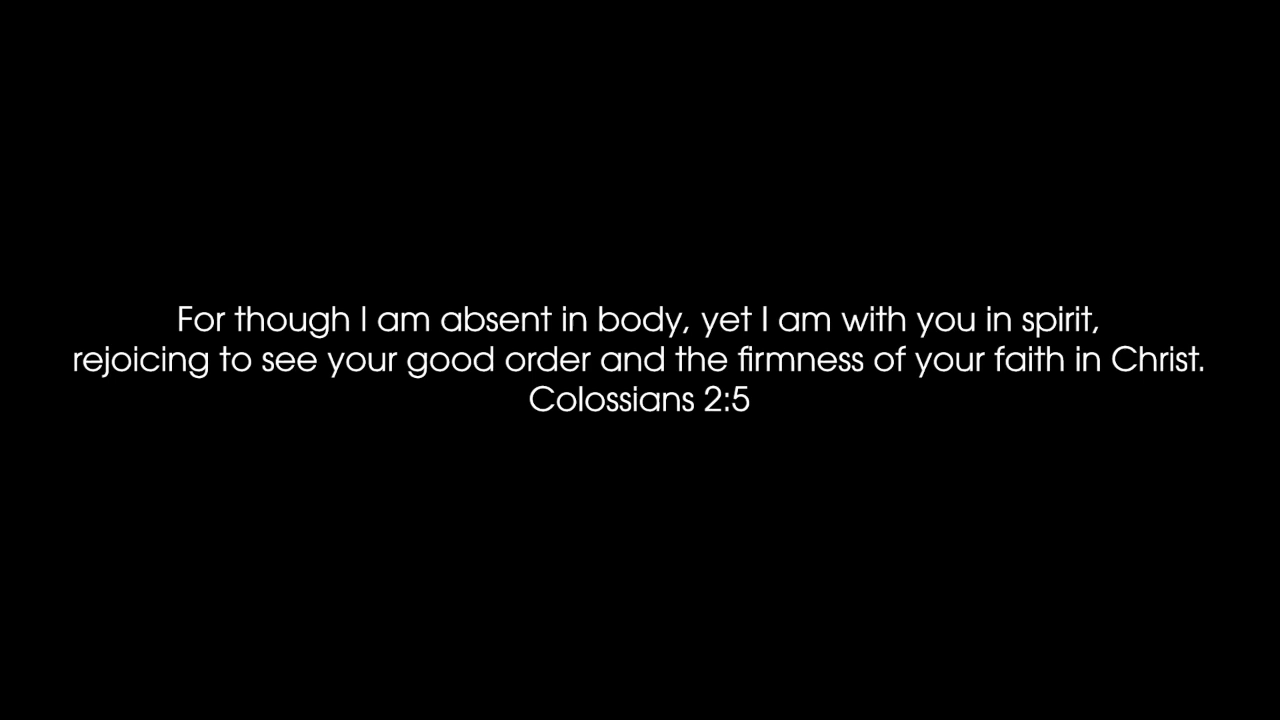 For though I am absent in body, yet I am with you in spirit,
rejoicing to see your good order and the firmness of your faith in Christ.
Colossians 2:5